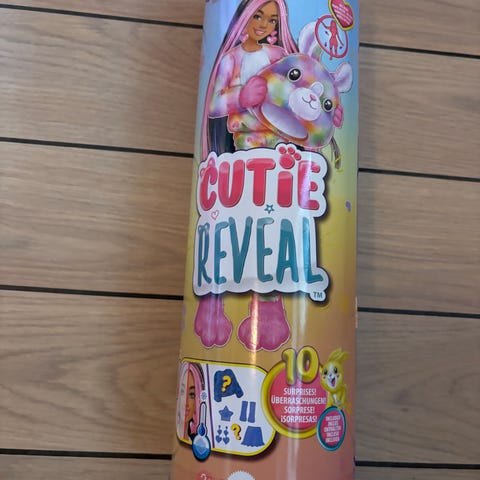 CUTIE
REVEAL
TM
10
SURPRISES!
ÜBERRASCHUNGEN!
SORPRESE!
¡SORPRESAS!
?
?